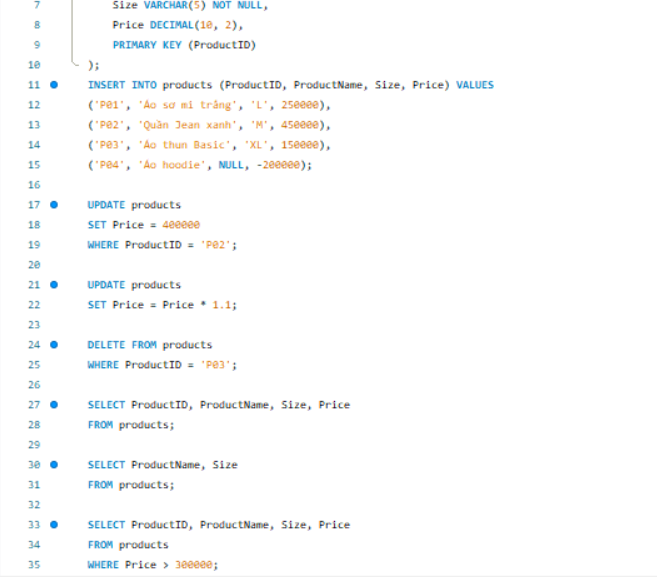 7 Size VARCHAR(5) NOT NULL,
8 Price DECIMAL(10, 2),
9 PRIMARY KEY (ProductID)
10 );
11 INSERT INTO products (ProductID, ProductName, Size, Price) VALUES
12 ('P01', 'Áo sơ mi trắng', 'L', 250000),
13 ('P02', 'Quần Jean xanh', 'M', 450000),
14 ('P03', 'Áo thun Basic', 'XL', 150000),
15 ('P04', 'Áo hoodie', NULL, -200000);
16
17 UPDATE products
18 SET Price = 400000
19 WHERE ProductID = 'P02';
20
21 UPDATE products
22 SET Price = Price * 1.1;
23
24 DELETE FROM products
25 WHERE ProductID = 'P03';
26
27 SELECT ProductID, ProductName, Size, Price
28 FROM products;
29
30 SELECT ProductName, Size
31 FROM products;
32
33 SELECT ProductID, ProductName, Size, Price
34 FROM products
35 WHERE Price > 300000;